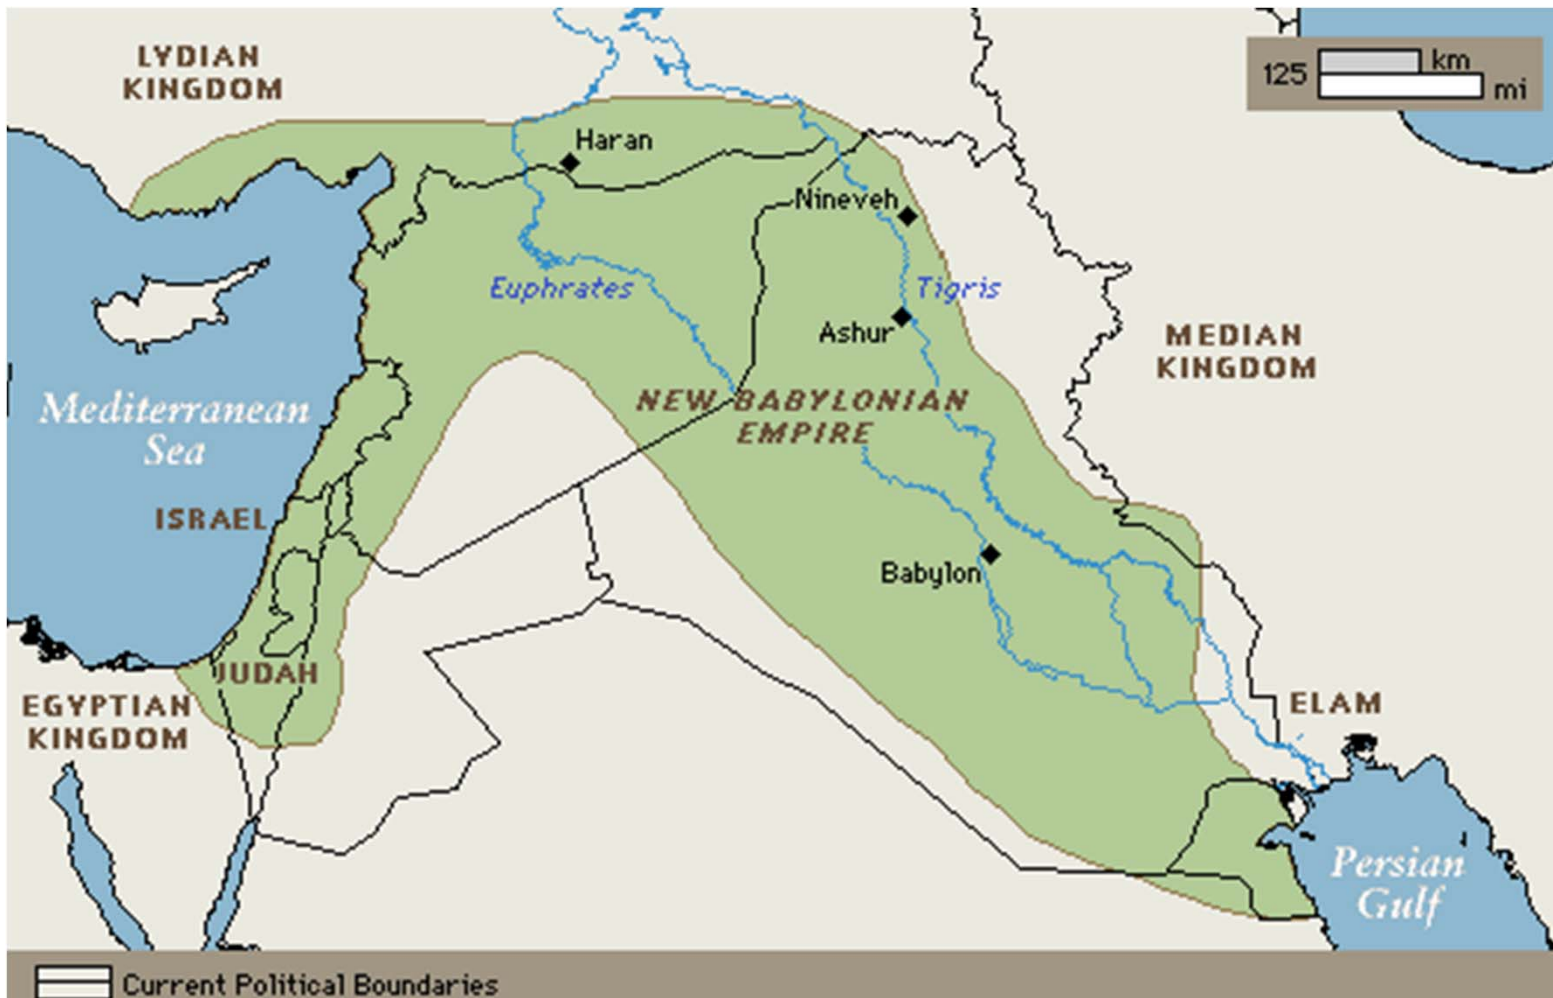 LYDIAN
KINGDOM
125
km
mi
Haran
Nineveh
Euphrates
Tigris
Ashur
MEDIAN
KINGDOM
Mediterranean
Sea
NEW BABYLONIAN
EMPIRE
ISRAEL
Babylon
JUDAH
EGYPTIAN
KINGDOM
ELAM
Persian
Gulf
Current Political Boundaries